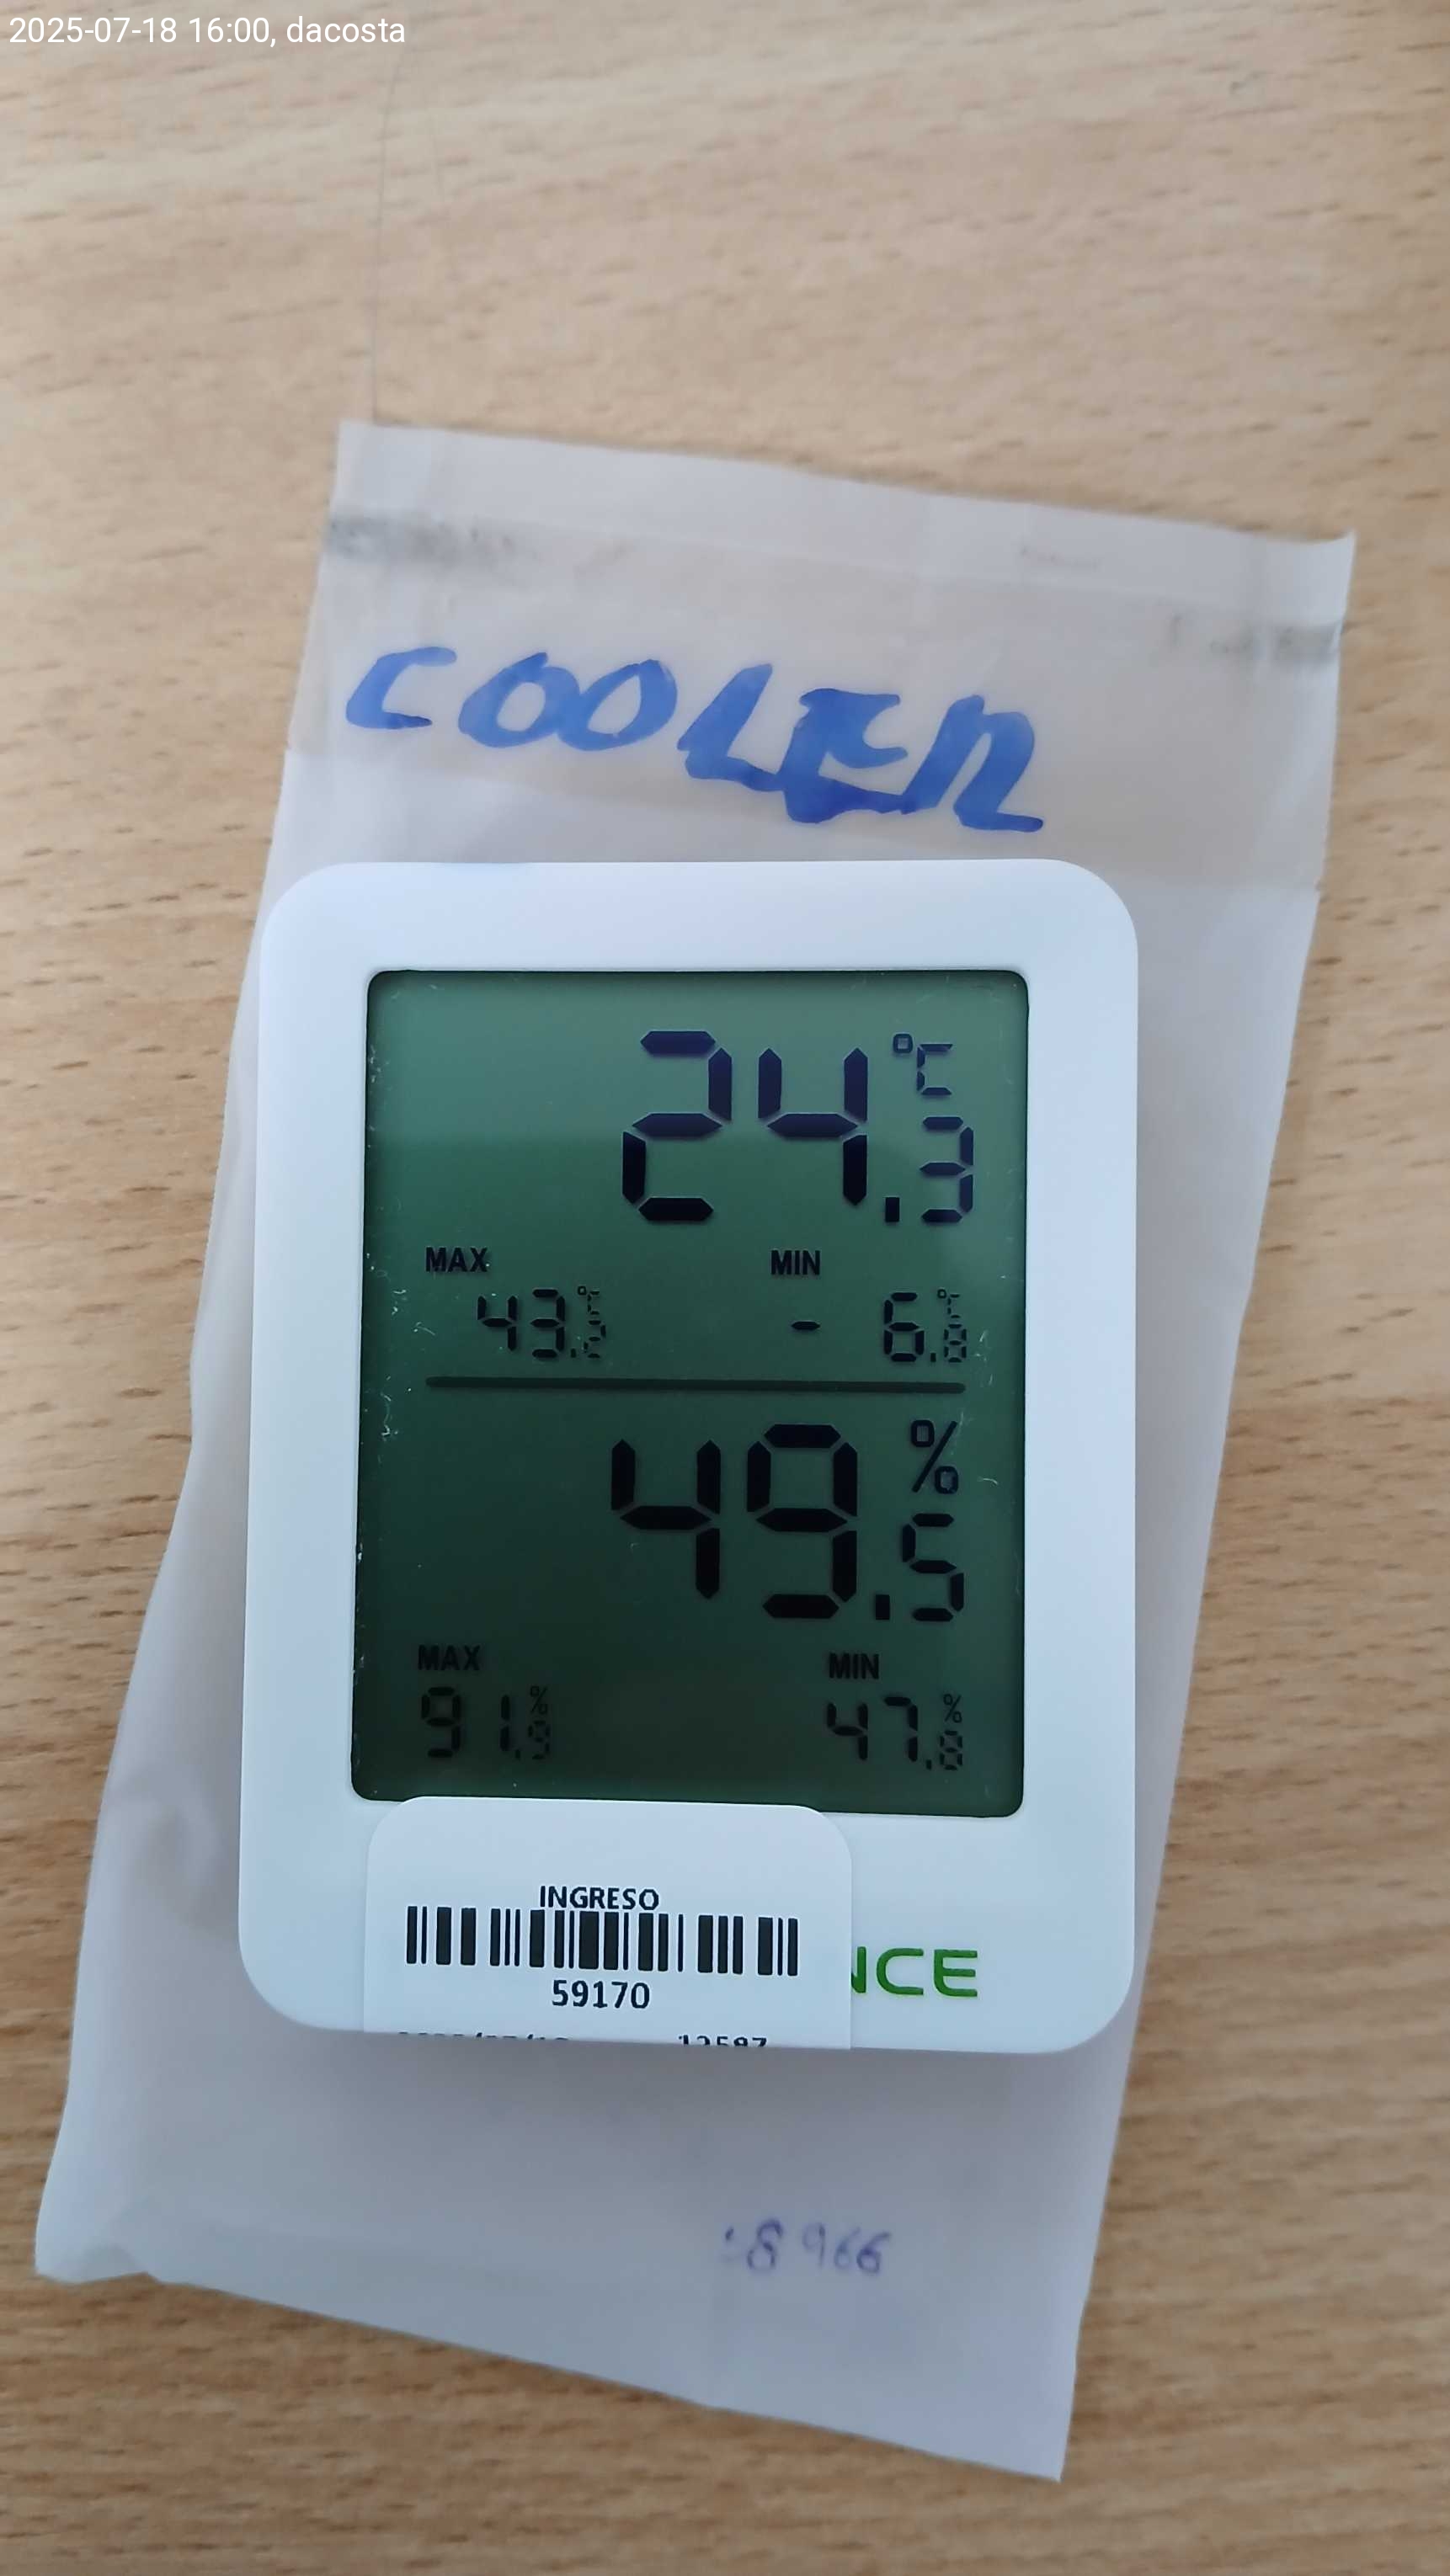 2025-07-18 16:00, dacosta
COOLER
24.3 °C
MAX MIN
43.2 °C - 6.8 °C
49.5 %
MAX MIN
91.9 % 47.8 %
INGRESO
59170
NCE
12587
8966